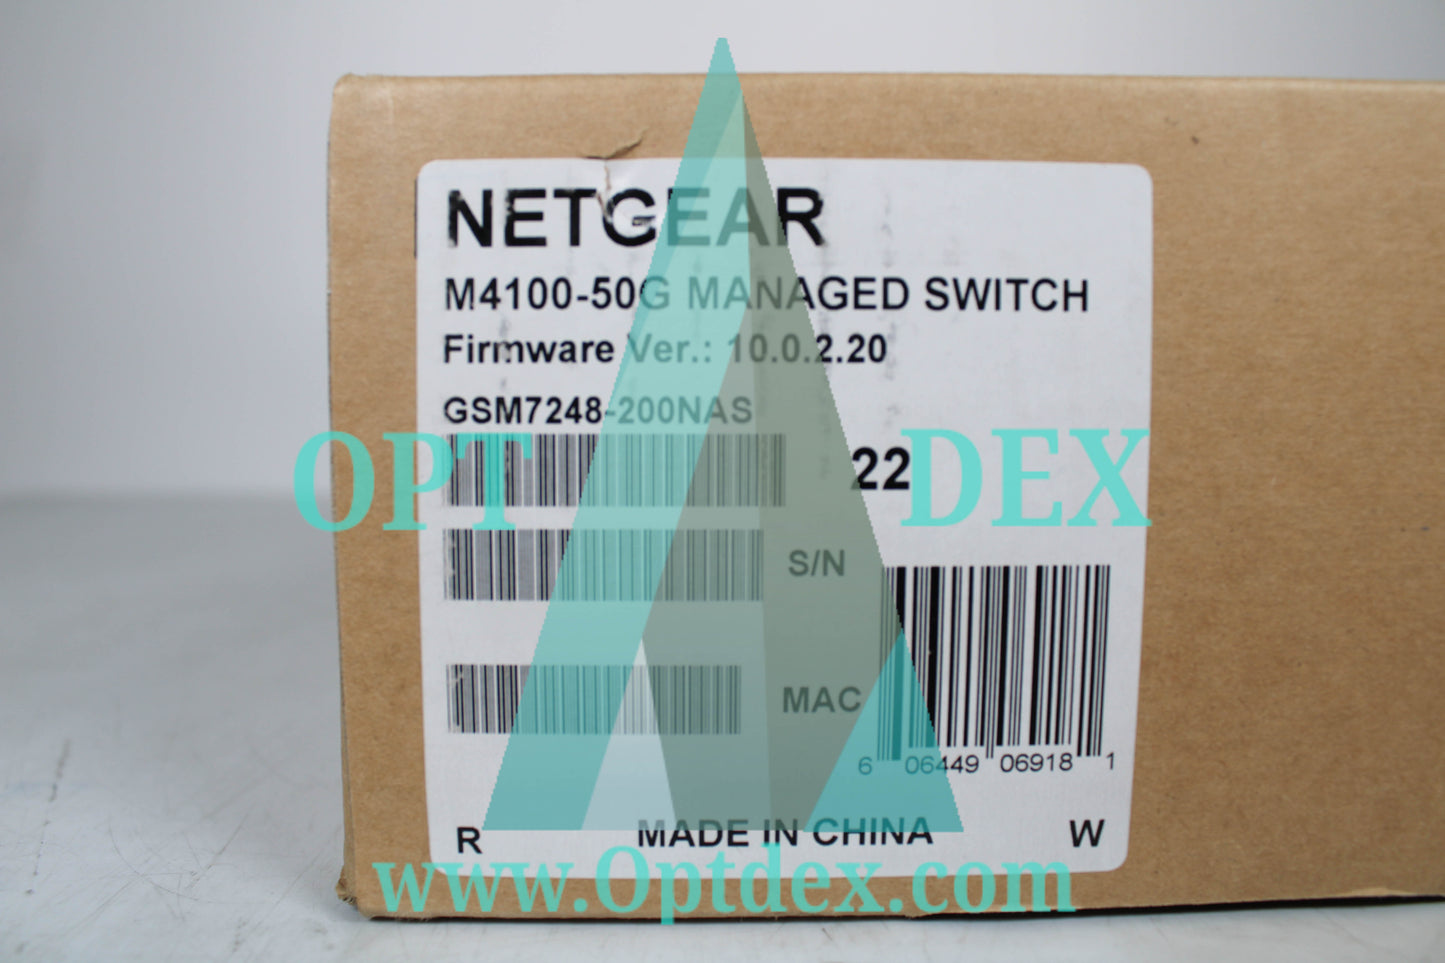 NETGEAR
M4100-50G MANAGED SWITCH
Firmware Ver.: 10.0.2.20
GSM7248-200NAS
OPT DEX
22
S/N
MAC
6 06449 06918 1
R MADE IN CHINA W
www.Optdex.com